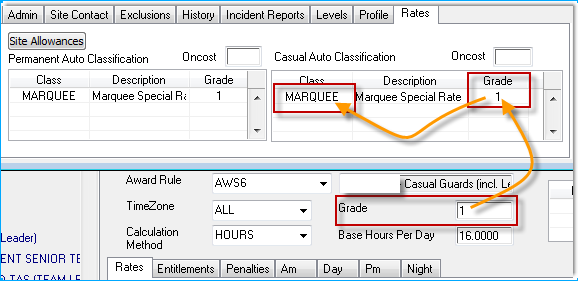 Admin Site Contact Exclusions History Incident Reports Levels Profile Rates
Site Allowances
Permanent Auto Classification Oncost Casual Auto Classification Oncost
Class Description Grade Class Description Grade
MARQUEE Marquee Special Ra 1 MARQUEE Marquee Special Rate 1
Award Rule AWS6 Casual Guards (incl. Le
TimeZone ALL Grade 1
Leader)
Calculation
Method HOURS Base Hours Per Day 16.0000
ENT SENIOR TE
Rates Entitlements Penalties Am Day Pm Night
TAS (TEAM LE